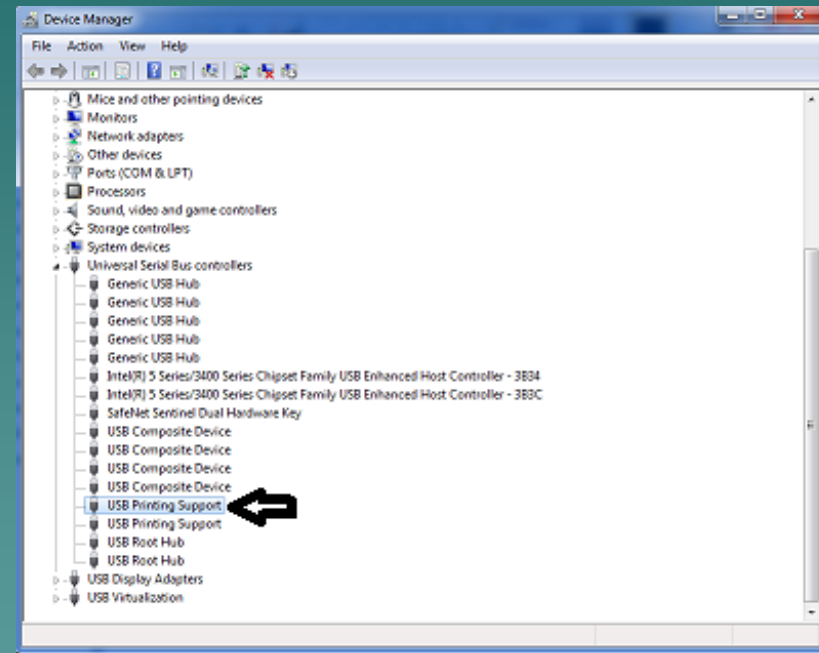 Device Manager
File Action View Help
Mice and other pointing devices
Monitors
Network adapters
Other devices
Ports (COM & LPT)
Processors
Sound, video and game controllers
Storage controllers
System devices
Universal Serial Bus controllers
Generic USB Hub
Generic USB Hub
Generic USB Hub
Generic USB Hub
Generic USB Hub
Intel(R) 5 Series/3400 Series Chipset Family USB Enhanced Host Controller - 3B34
Intel(R) 5 Series/3400 Series Chipset Family USB Enhanced Host Controller - 3B3C
SafeNet Sentinel Dual Hardware Key
USB Composite Device
USB Composite Device
USB Composite Device
USB Composite Device
USB Printing Support
USB Printing Support
USB Root Hub
USB Root Hub
USB Display Adapters
USB Virtualization